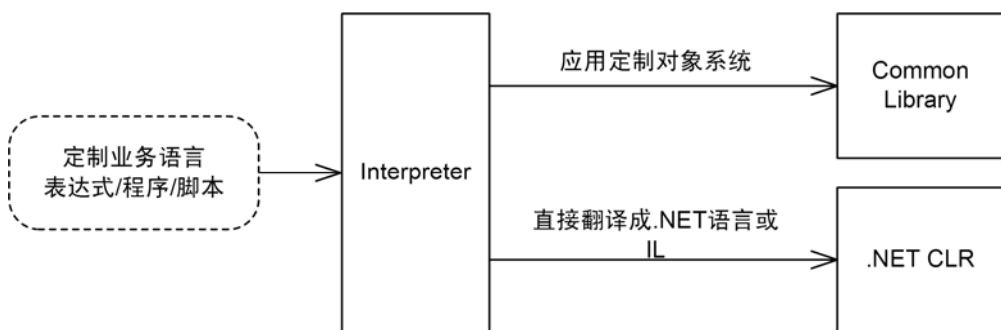 定制业务语言
表达式/程序/脚本
Interpreter
应用定制对象系统
Common
Library
直接翻译成.NET语言或
IL
.NET CLR